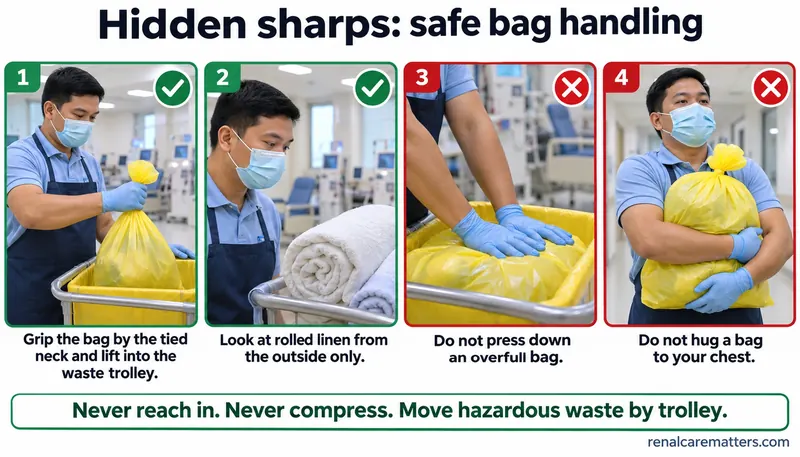 Hidden sharps: safe bag handling
1
2
3
4
Grip the bag by the tied
neck and lift into the
waste trolley.
Look at rolled linen from
the outside only.
Do not press down
an overfull bag.
Do not hug a bag
to your chest.
Never reach in. Never compress. Move hazardous waste by trolley.
renalcarematters.com